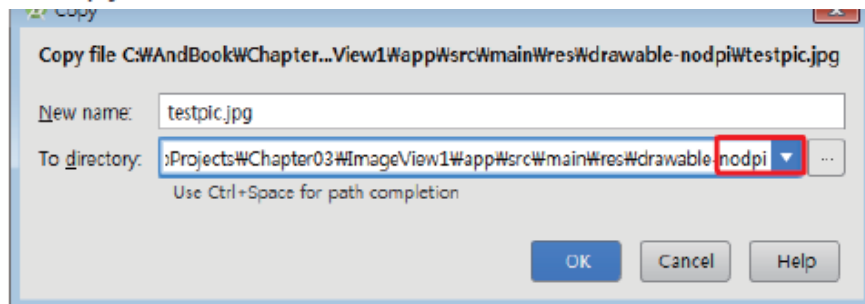 Copy
Copy file C:₩AndBook₩Chapter...View1₩app₩src₩main₩res₩drawable-nodpi₩testpic.jpg
New name: testpic.jpg
To directory: pProjects₩Chapter03₩ImageView1₩app₩src₩main₩res₩drawable-nodpi ...
Use Ctrl+Space for path completion
OK Cancel Help